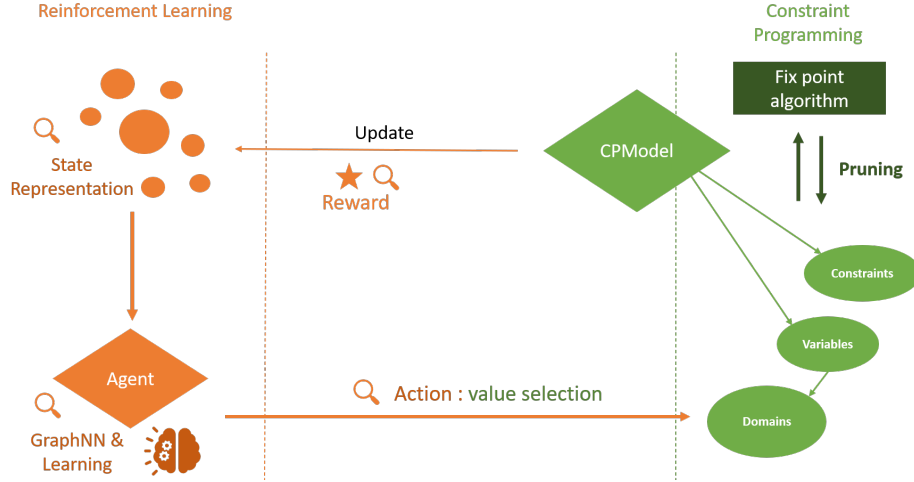 Reinforcement Learning
Constraint
Programming
Fix point
algorithm
Update
CPModel
State
Representation
Pruning
Reward
Constraints
Variables
Agent
Action : value selection
Domains
GraphNN &
Learning